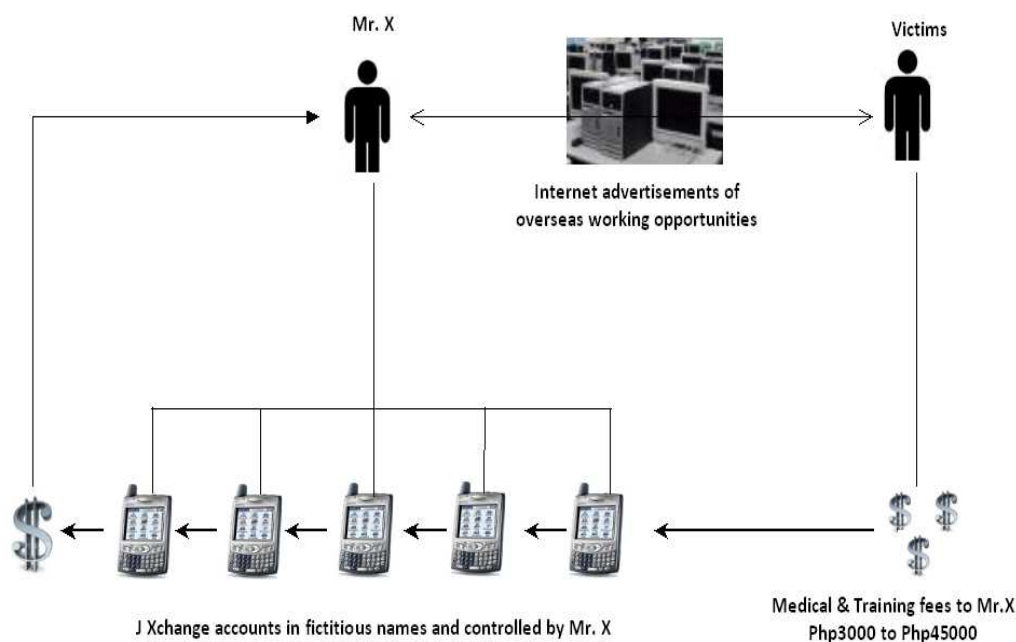 Mr. X
Victims
Internet advertisements of
overseas working opportunities
J Xchange accounts in fictitious names and controlled by Mr. X
Medical & Training fees to Mr.X
Php3000 to Php45000